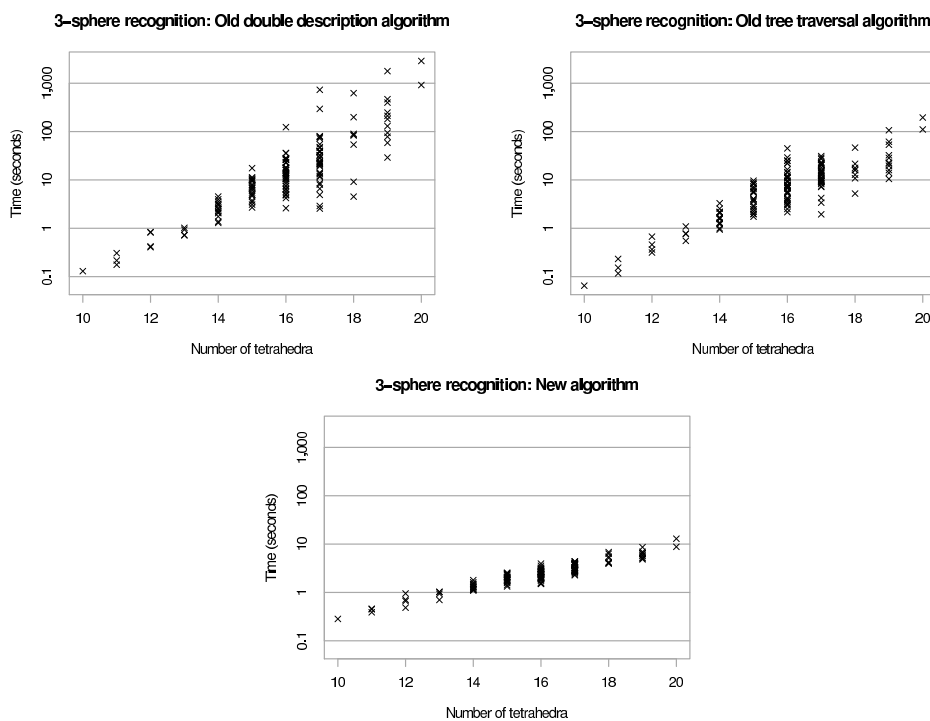 3−sphere recognition: Old double description algorithm
Time (seconds)
1,000
100
10
1
0.1
10 12 14 16 18 20
Number of tetrahedra
3−sphere recognition: Old tree traversal algorithm
Time (seconds)
1,000
100
10
1
0.1
10 12 14 16 18 20
Number of tetrahedra
3−sphere recognition: New algorithm
Time (seconds)
1,000
100
10
1
0.1
10 12 14 16 18 20
Number of tetrahedra